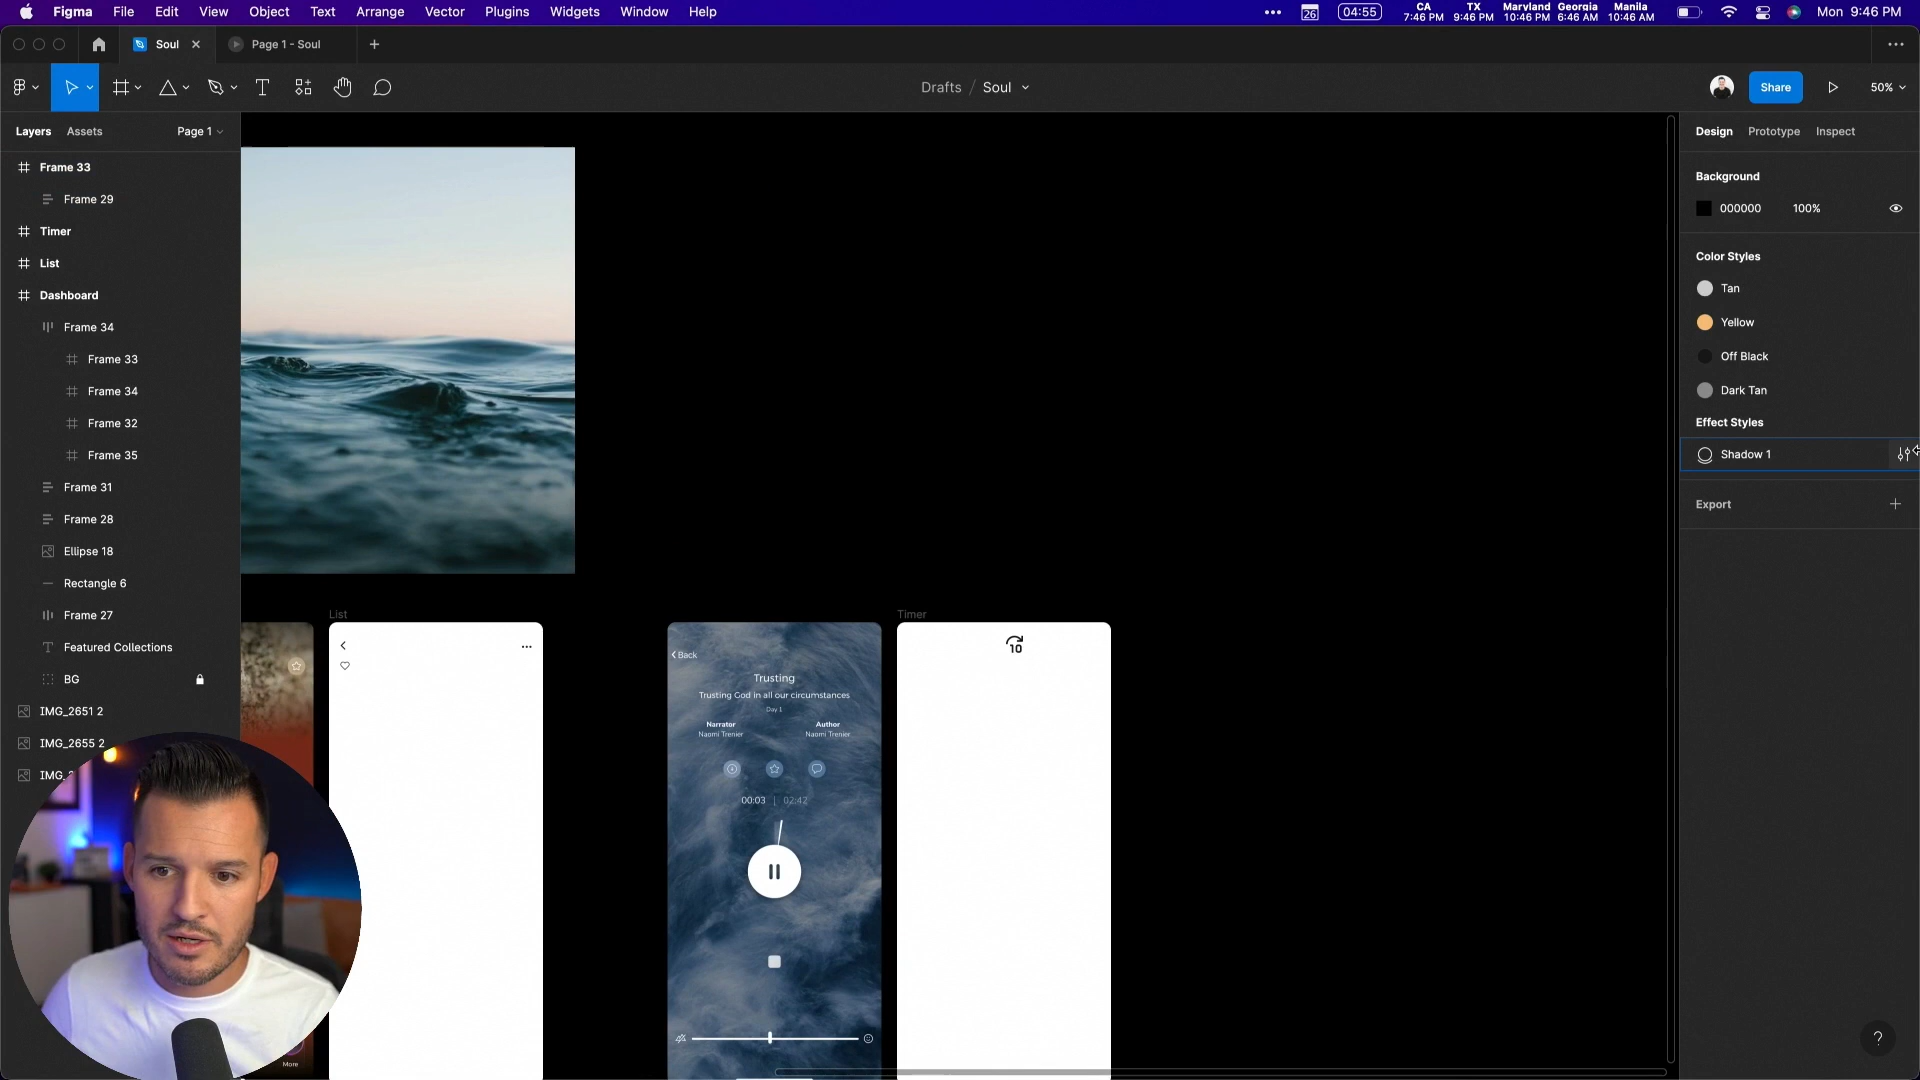 Figma File Edit View Object Text Arrange Vector Plugins Widgets Window Help
26
04:55
CA
7:46 PM
TX
9:46 PM
Maryland
10:46 PM
Georgia
6:46 AM
Manila
10:46 AM
Mon 9:46 PM
Soul
Page 1 - Soul
Drafts / Soul
Share
50%
Layers Assets Page 1
Frame 33
Frame 29
Timer
List
Dashboard
Frame 34
Frame 33
Frame 34
Frame 32
Frame 35
Frame 31
Frame 28
Ellipse 18
Rectangle 6
Frame 27
Featured Collections
BG
IMG_2651 2
IMG_2655 2
IMG_
More
List
Back
Trusting
Trusting God in all our circumstances
Day 1
Narrator
Naomi Trenier
Author
Naomi Trenier
00:03 | 02:42
Timer
10
Design Prototype Inspect
Background
000000 100%
Color Styles
Tan
Yellow
Off Black
Dark Tan
Effect Styles
Shadow 1
Export
?